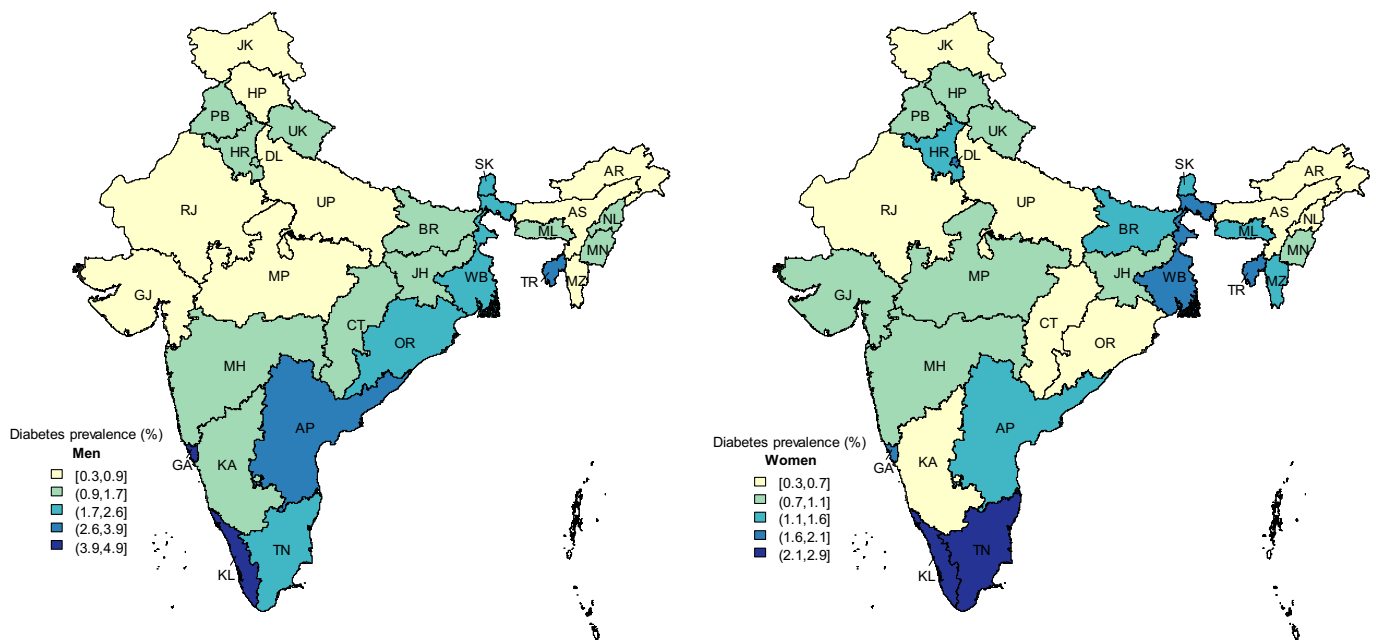 JK
HP
PB
UK
HR
DL
SK
AR
RJ
UP
AS
NL
BR
ML
MN
JH
MP
WB
TR
MZ
GJ
CT
OR
MH
AP
Diabetes prevalence (%)
Men
GA
KA
[0.3,0.9]
(0.9,1.7]
(1.7,2.6]
(2.6,3.9]
(3.9,4.9]
TN
KL
JK
HP
PB
UK
HR
DL
SK
AR
RJ
UP
AS
NL
BR
ML
MN
JH
MP
WB
TR
MZ
GJ
CT
OR
MH
AP
Diabetes prevalence (%)
Women
GA
KA
[0.3,0.7]
(0.7,1.1]
(1.1,1.6]
(1.6,2.1]
(2.1,2.9]
TN
KL